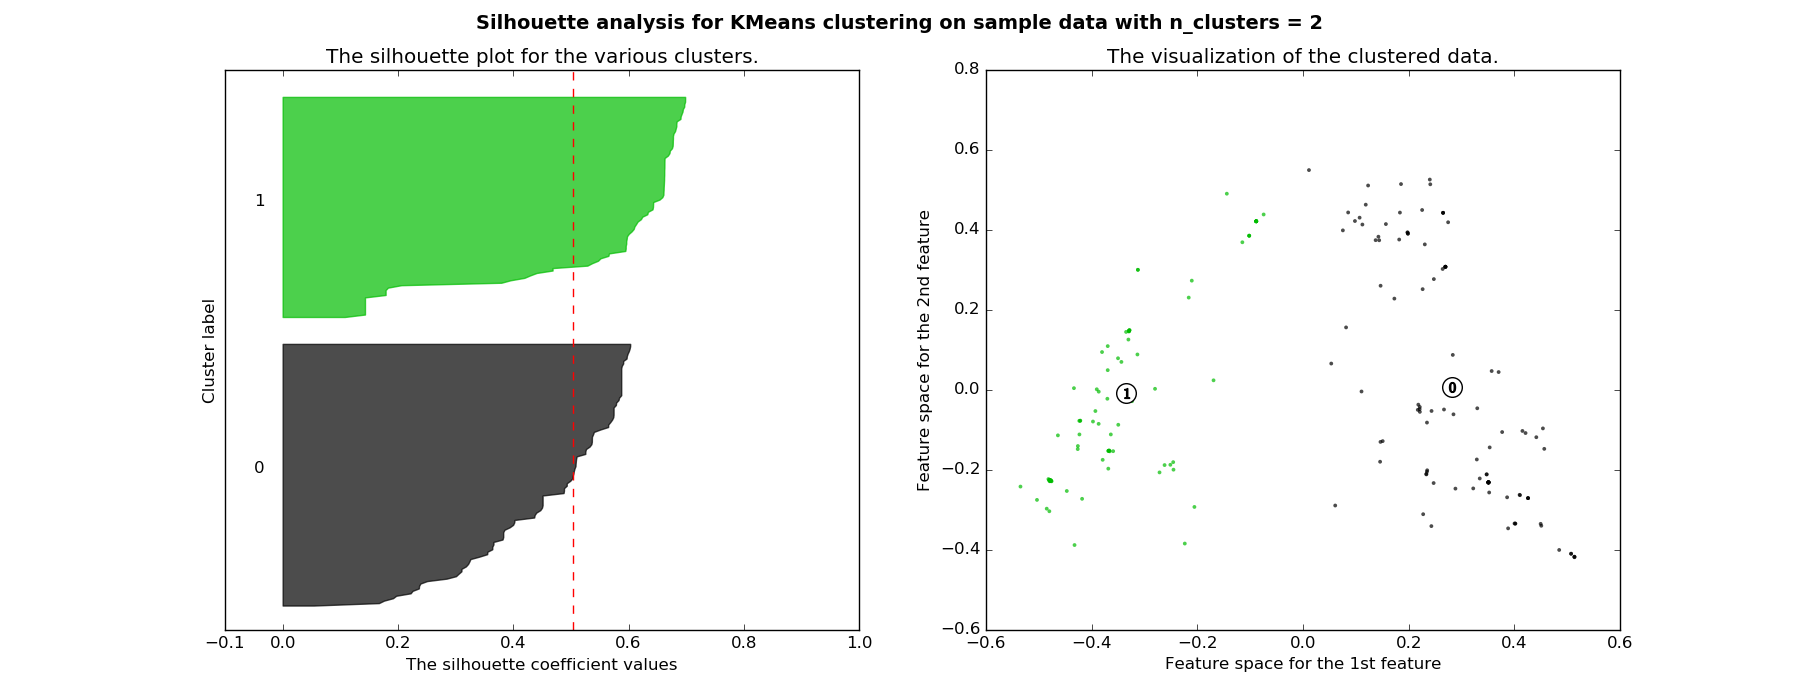 Silhouette analysis for KMeans clustering on sample data with n_clusters = 2
The silhouette plot for the various clusters.
Cluster label
1
0
−0.1 0.0 0.2 0.4 0.6 0.8 1.0
The silhouette coefficient values
The visualization of the clustered data.
Feature space for the 2nd feature
0.8
0.6
0.4
0.2
0.0
−0.2
−0.4
−0.6
1 0
−0.6 −0.4 −0.2 0.0 0.2 0.4 0.6
Feature space for the 1st feature